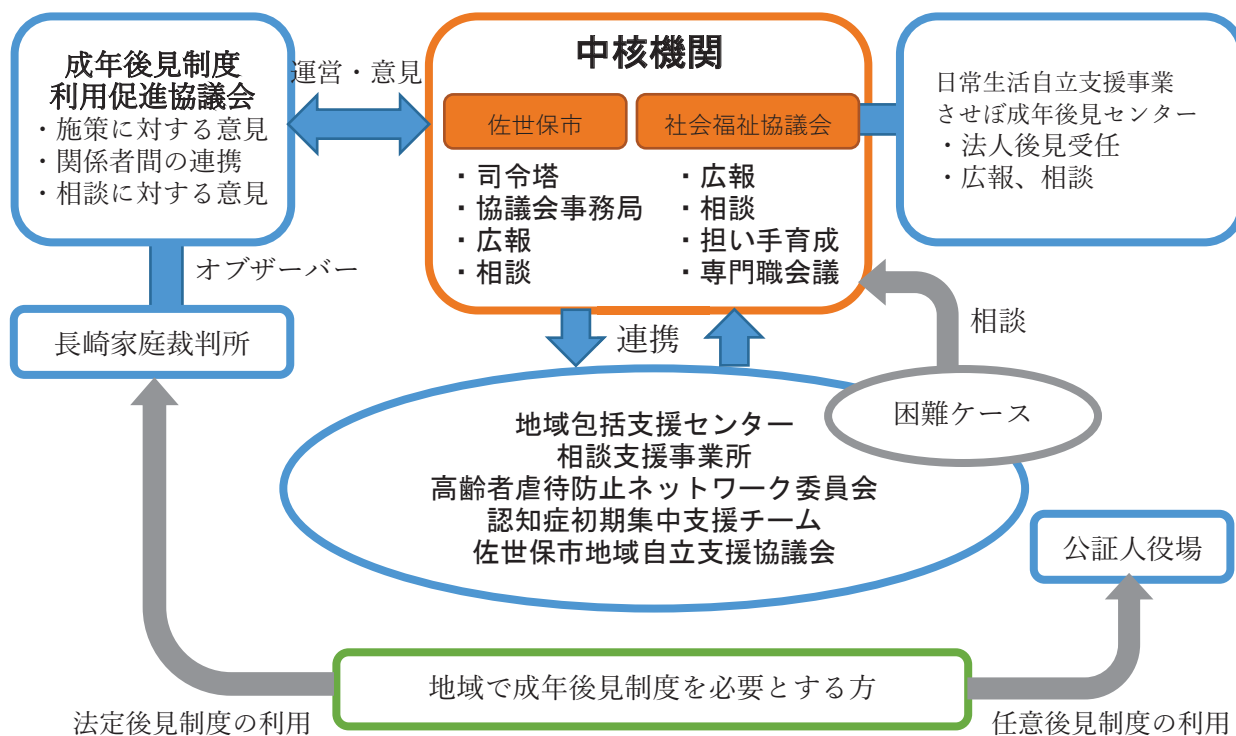 成年後見制度
利用促進協議会
・施策に対する意見
・関係者間の連携
・相談に対する意見
運営・意見
中核機関
佐世保市
・司令塔
・協議会事務局
・広報
・相談
社会福祉協議会
・広報
・相談
・担い手育成
・専門職会議
日常生活自立支援事業
させぼ成年後見センター
・法人後見受任
・広報、相談
オブザーバー
長崎家庭裁判所
連携
相談
困難ケース
地域包括支援センター
相談支援事業所
高齢者虐待防止ネットワーク委員会
認知症初期集中支援チーム
佐世保市地域自立支援協議会
公証人役場
地域で成年後見制度を必要とする方
法定後見制度の利用
任意後見制度の利用